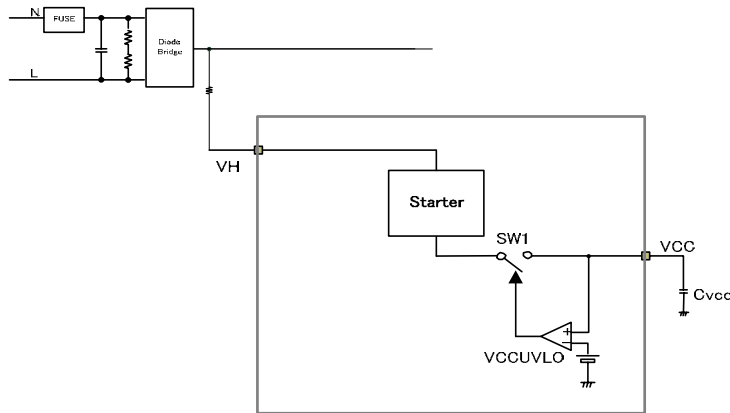 N
FUSE
L
Diode
Bridge
VH
Starter
SW1
VCC
Cvcc
+
−
VCCUVLO